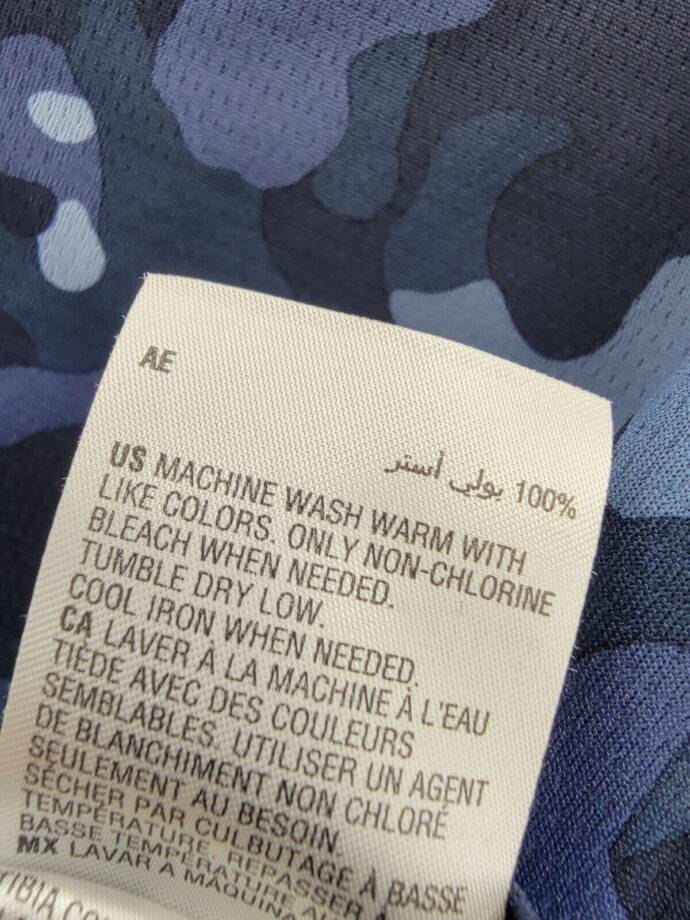 AE
100% بولي أستر
US MACHINE WASH WARM WITH
LIKE COLORS. ONLY NON-CHLORINE
BLEACH WHEN NEEDED.
TUMBLE DRY LOW.
COOL IRON WHEN NEEDED.
CA LAVER À LA MACHINE À L'EAU
TIÈDE AVEC DES COULEURS
SEMBLABLES. UTILISER UN AGENT
DE BLANCHIMENT NON CHLORÉ
SEULEMENT AU BESOIN.
SÉCHER PAR CULBUTAGE À BASSE
TEMPÉRATURE. REPASSER À
BASSE TEMPÉRATURE AU
MX LAVAR A MAQUINA